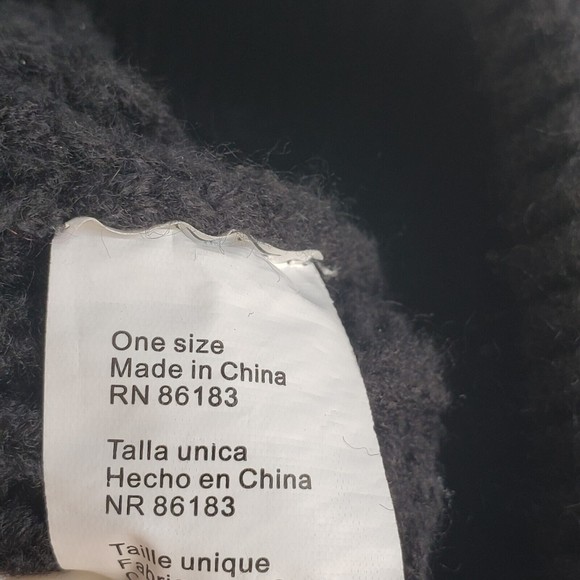 One size
Made in China
RN 86183
Talla unica
Hecho en China
NR 86183
Taille unique